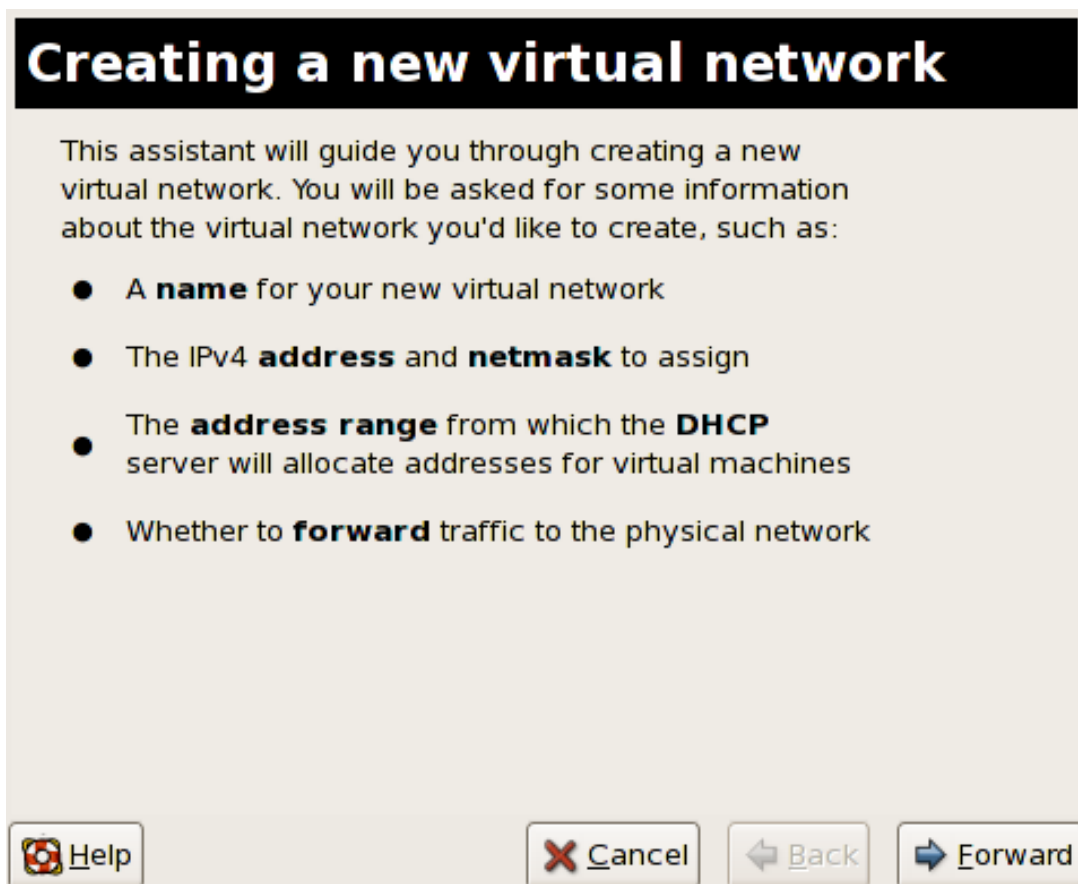 Creating a new virtual network
This assistant will guide you through creating a new
virtual network. You will be asked for some information
about the virtual network you'd like to create, such as:
● A name for your new virtual network
● The IPv4 address and netmask to assign
● The address range from which the DHCP
server will allocate addresses for virtual machines
● Whether to forward traffic to the physical network
Help Cancel Back Forward